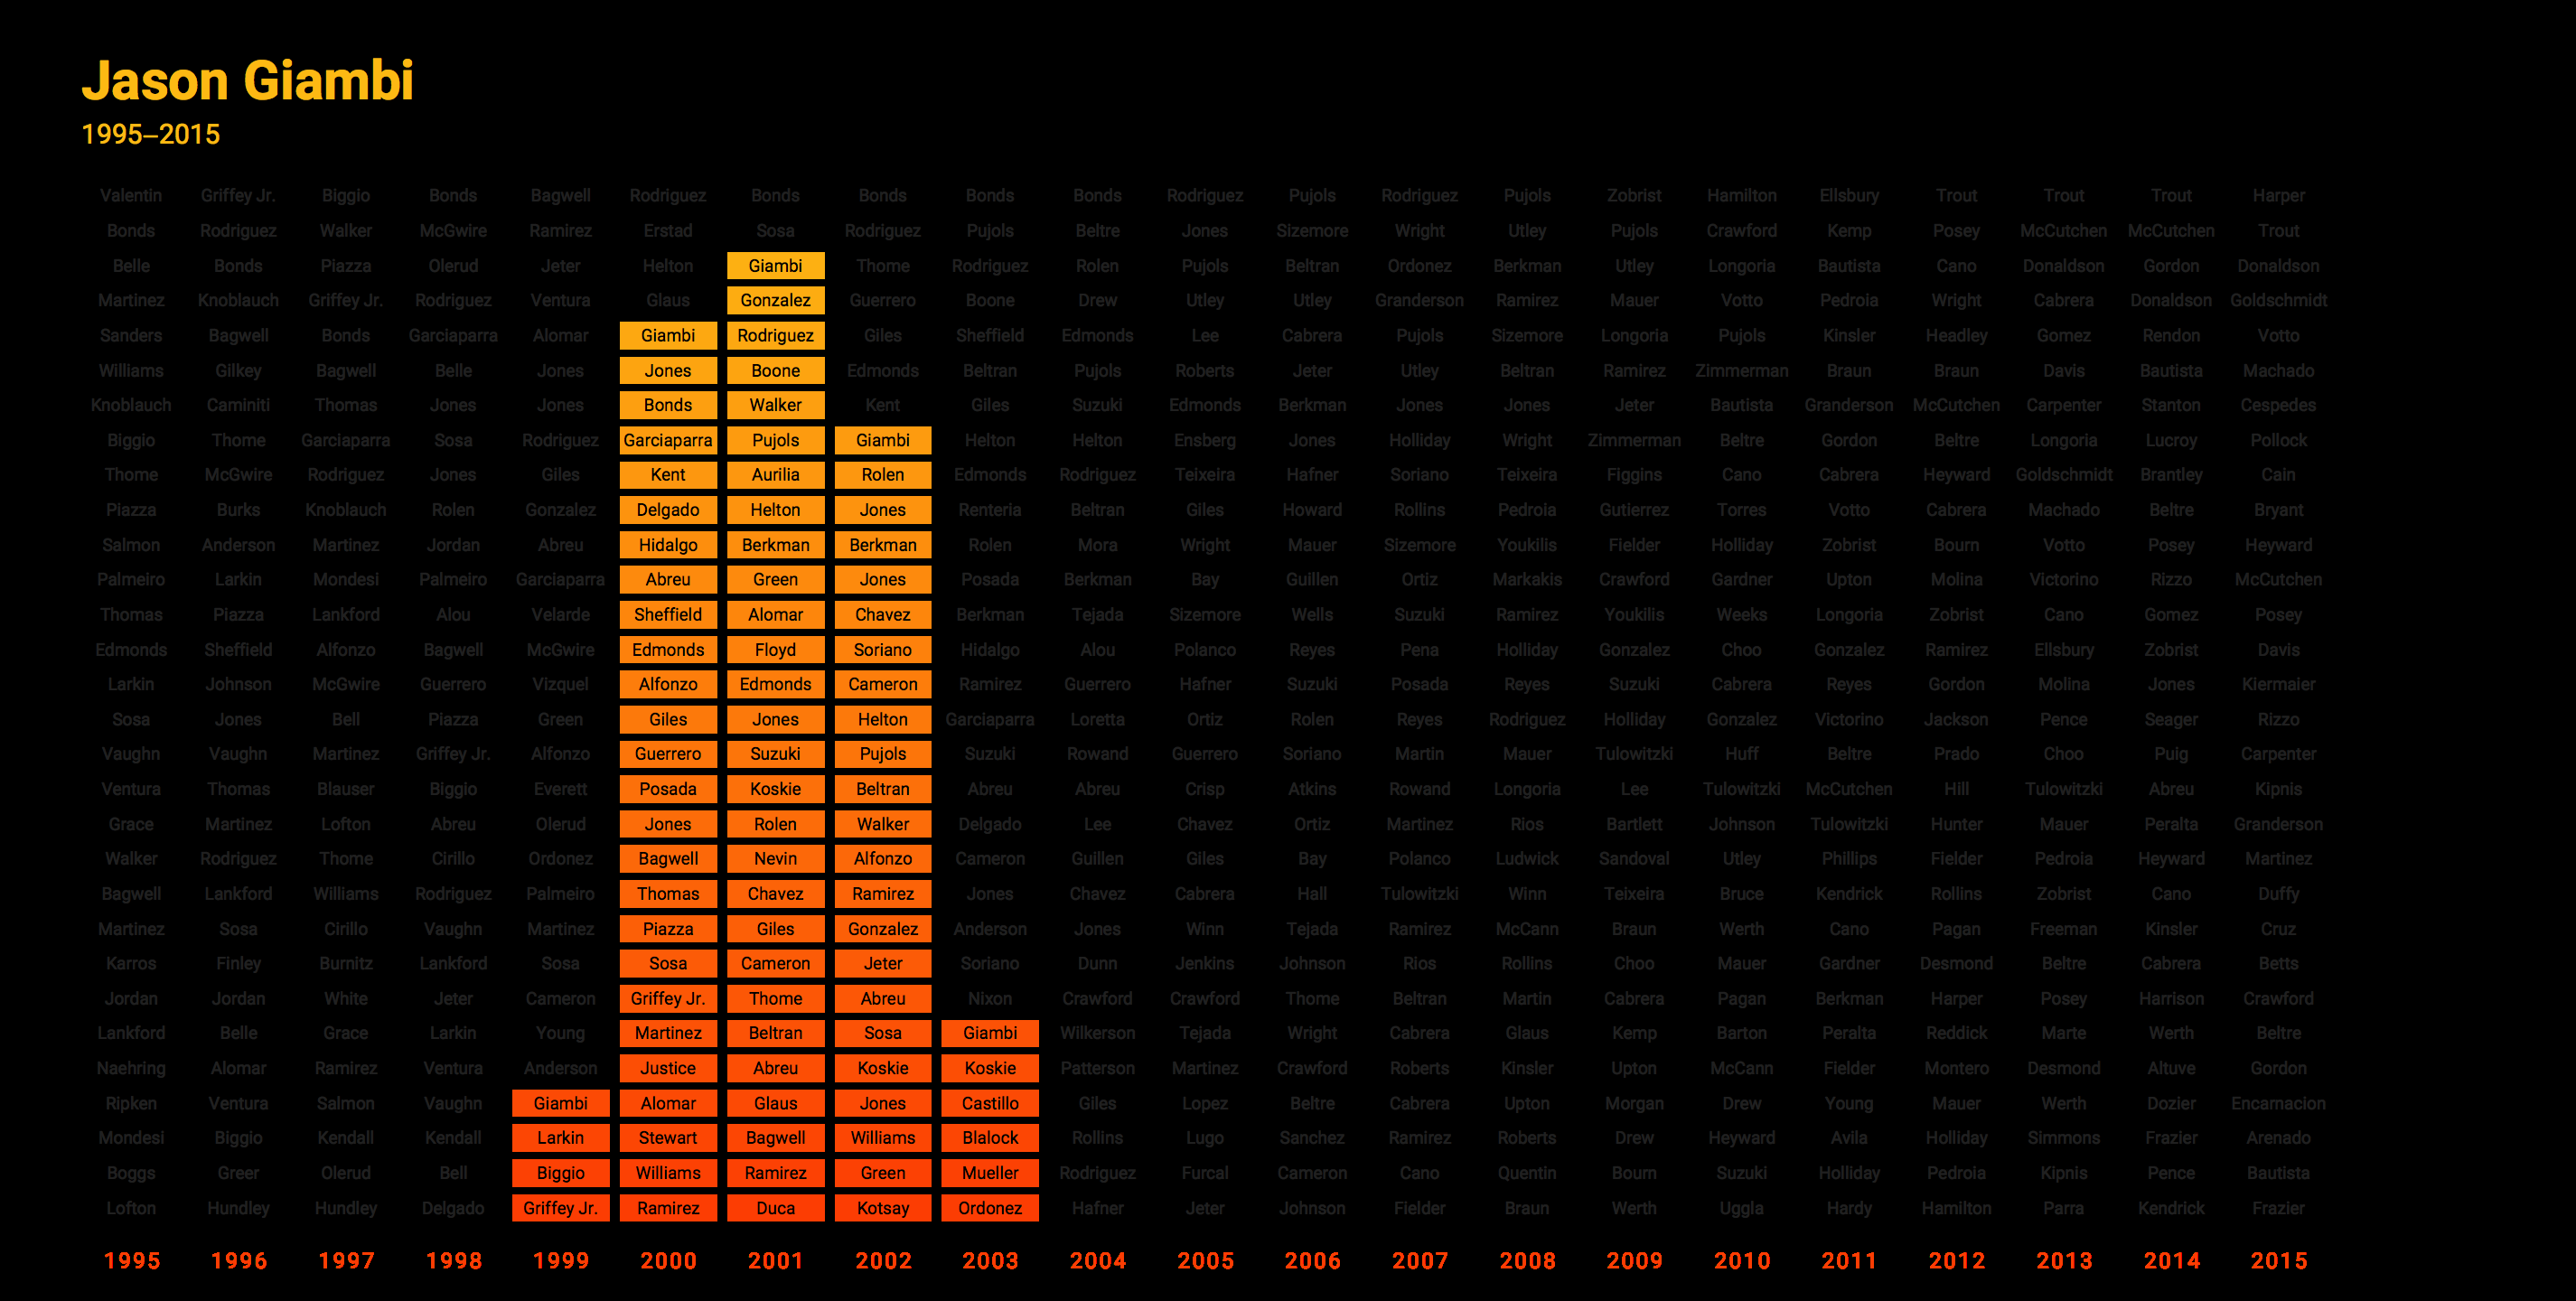 Jason Giambi
1995–2015
Valentin Griffey Jr. Biggio Bonds Bagwell Rodriguez Bonds Bonds Bonds Bonds Rodriguez Pujols Rodriguez Pujols Zobrist Hamilton Ellsbury Trout Trout Trout Harper
Bonds Rodriguez Walker McGwire Ramirez Erstad Sosa Rodriguez Pujols Beltre Jones Sizemore Wright Utley Pujols Crawford Kemp Posey McCutchen McCutchen Trout
Belle Bonds Piazza Olerud Jeter Helton Giambi Thome Rodriguez Rolen Pujols Beltran Ordonez Berkman Utley Longoria Bautista Cano Donaldson Gordon Donaldson
Martinez Knoblauch Griffey Jr. Rodriguez Ventura Glaus Gonzalez Guerrero Boone Drew Utley Utley Granderson Ramirez Mauer Votto Pedroia Wright Cabrera Donaldson Goldschmidt
Sanders Bagwell Bonds Garciaparra Alomar Giambi Rodriguez Giles Sheffield Edmonds Lee Cabrera Pujols Sizemore Longoria Pujols Kinsler Headley Gomez Rendon Votto
Williams Gilkey Bagwell Belle Jones Jones Boone Edmonds Beltran Pujols Roberts Jeter Utley Beltran Ramirez Zimmerman Braun Braun Davis Bautista Machado
Knoblauch Caminiti Thomas Jones Jones Bonds Walker Kent Giles Suzuki Edmonds Berkman Jones Jones Jeter Bautista Granderson McCutchen Carpenter Stanton Cespedes
Biggio Thome Garciaparra Sosa Rodriguez Garciaparra Pujols Giambi Helton Helton Ensberg Jones Holliday Wright Zimmerman Beltre Gordon Beltre Longoria Lucroy Pollock
Thome McGwire Rodriguez Jones Giles Kent Aurilia Rolen Edmonds Rodriguez Teixeira Hafner Soriano Teixeira Figgins Cano Cabrera Heyward Goldschmidt Brantley Cain
Piazza Burks Knoblauch Rolen Gonzalez Delgado Helton Jones Renteria Beltran Giles Howard Rollins Pedroia Gutierrez Torres Votto Cabrera Machado Beltre Bryant
Salmon Anderson Martinez Jordan Abreu Hidalgo Berkman Berkman Rolen Mora Wright Mauer Sizemore Youkilis Fielder Holliday Zobrist Bourn Votto Posey Heyward
Palmeiro Larkin Mondesi Palmeiro Garciaparra Abreu Green Jones Posada Berkman Bay Guillen Ortiz Markakis Crawford Gardner Upton Molina Victorino Rizzo McCutchen
Thomas Piazza Lankford Alou Velarde Sheffield Alomar Chavez Berkman Tejada Sizemore Wells Suzuki Ramirez Youkilis Weeks Longoria Zobrist Cano Gomez Posey
Edmonds Sheffield Alfonzo Bagwell McGwire Edmonds Floyd Soriano Hidalgo Alou Polanco Reyes Pena Holliday Gonzalez Choo Gonzalez Ramirez Ellsbury Zobrist Davis
Larkin Johnson McGwire Guerrero Vizquel Alfonzo Edmonds Cameron Ramirez Guerrero Hafner Suzuki Posada Reyes Suzuki Cabrera Reyes Gordon Molina Jones Kiermaier
Sosa Jones Bell Piazza Green Giles Jones Helton Garciaparra Loretta Ortiz Rolen Reyes Rodriguez Holliday Gonzalez Victorino Jackson Pence Seager Rizzo
Vaughn Vaughn Martinez Griffey Jr. Alfonzo Guerrero Suzuki Pujols Suzuki Rowand Guerrero Soriano Martin Mauer Tulowitzki Huff Beltre Prado Choo Puig Carpenter
Ventura Thomas Blauser Biggio Everett Posada Koskie Beltran Abreu Abreu Crisp Atkins Rowand Longoria Lee Tulowitzki McCutchen Hill Tulowitzki Abreu Kipnis
Grace Martinez Lofton Abreu Olerud Jones Rolen Walker Delgado Lee Chavez Ortiz Martinez Rios Bartlett Johnson Tulowitzki Hunter Mauer Peralta Granderson
Walker Rodriguez Thome Cirillo Ordonez Bagwell Nevin Alfonzo Cameron Guillen Giles Bay Polanco Ludwick Sandoval Utley Phillips Fielder Pedroia Heyward Martinez
Bagwell Lankford Williams Rodriguez Palmeiro Thomas Chavez Ramirez Jones Chavez Cabrera Hall Tulowitzki Winn Teixeira Bruce Kendrick Rollins Zobrist Cano Duffy
Martinez Sosa Cirillo Vaughn Martinez Piazza Giles Gonzalez Anderson Jones Winn Tejada Ramirez McCann Braun Werth Cano Pagan Freeman Kinsler Cruz
Karros Finley Burnitz Lankford Sosa Sosa Cameron Jeter Soriano Dunn Jenkins Johnson Rios Rollins Choo Mauer Gardner Desmond Beltre Cabrera Betts
Jordan Jordan White Jeter Cameron Griffey Jr. Thome Abreu Nixon Crawford Crawford Thome Beltran Martin Cabrera Pagan Berkman Harper Posey Harrison Crawford
Lankford Belle Grace Larkin Young Martinez Beltran Sosa Giambi Wilkerson Tejada Wright Cabrera Glaus Kemp Barton Peralta Reddick Marte Werth Beltre
Naehring Alomar Ramirez Ventura Anderson Justice Abreu Koskie Koskie Patterson Martinez Crawford Roberts Kinsler Upton McCann Fielder Montero Desmond Altuve Gordon
Ripken Ventura Salmon Vaughn Giambi Alomar Glaus Jones Castillo Giles Lopez Beltre Cabrera Upton Morgan Drew Young Mauer Werth Dozier Encarnacion
Mondesi Biggio Kendall Kendall Larkin Stewart Bagwell Williams Blalock Rollins Lugo Sanchez Ramirez Roberts Drew Heyward Avila Holliday Simmons Frazier Arenado
Boggs Greer Olerud Bell Biggio Williams Ramirez Green Mueller Rodriguez Furcal Cameron Cano Quentin Bourn Suzuki Holliday Pedroia Kipnis Pence Bautista
Lofton Hundley Hundley Delgado Griffey Jr. Ramirez Duca Kotsay Ordonez Hafner Jeter Johnson Fielder Braun Werth Uggla Hardy Hamilton Parra Kendrick Frazier
1995 1996 1997 1998 1999 2000 2001 2002 2003 2004 2005 2006 2007 2008 2009 2010 2011 2012 2013 2014 2015